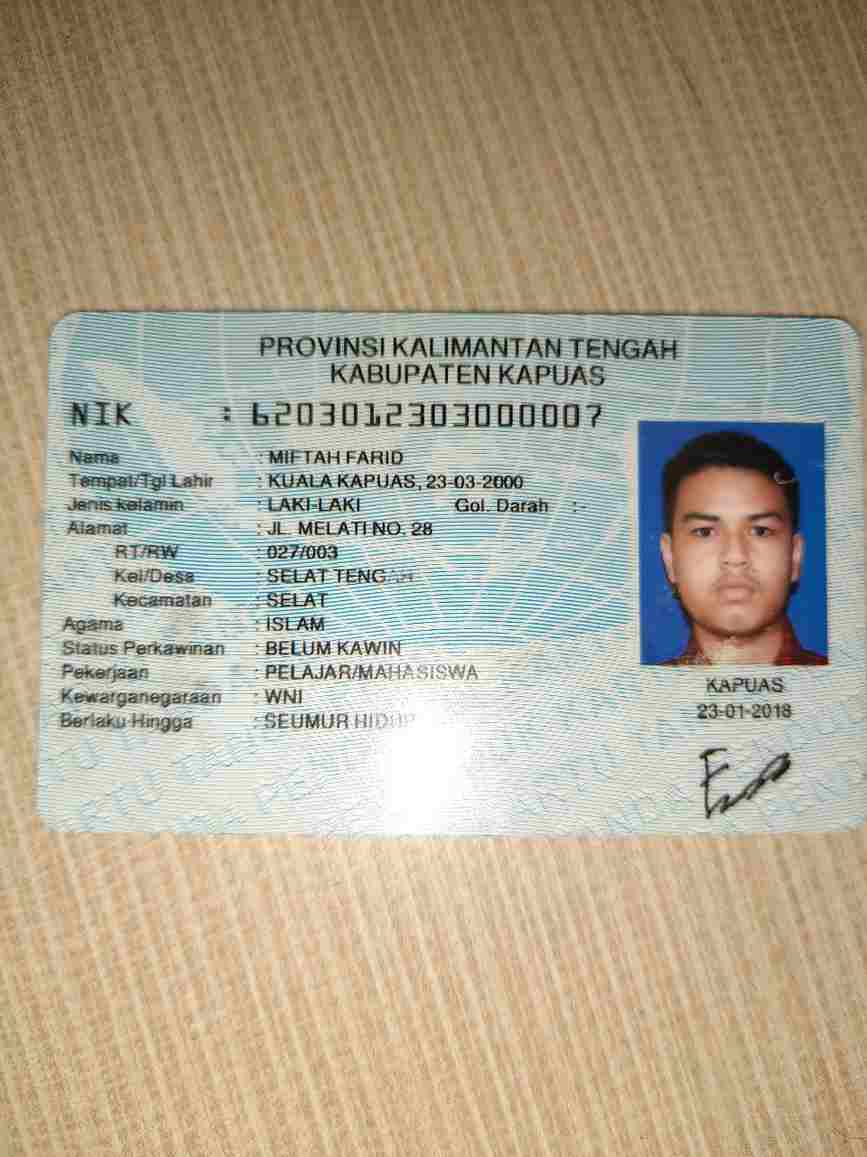 PROVINSI KALIMANTAN TENGAH
KABUPATEN KAPUAS
NIK : 6203012303000007
Nama : MIFTAH FARID
Tempat/Tgl Lahir : KUALA KAPUAS, 23-03-2000
Jenis kelamin : LAKI-LAKI Gol. Darah :-
Alamat : JL. MELATI NO. 28
RT/RW : 027/003
Kel/Desa : SELAT TENGAH
Kecamatan : SELAT
Agama : ISLAM
Status Perkawinan : BELUM KAWIN
Pekerjaan : PELAJAR/MAHASISWA
Kewarganegaraan : WNI
Berlaku Hingga : SEUMUR HIDUP
KAPUAS
23-01-2018